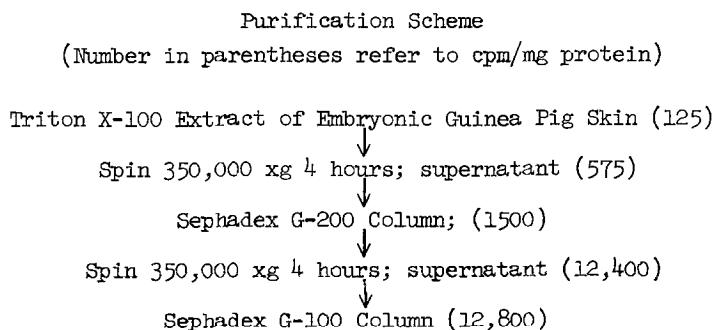 Purification Scheme
(Number in parentheses refer to cpm/mg protein)
Triton X-100 Extract of Embryonic Guinea Pig Skin (125)
Spin 350,000 xg 4 hours; supernatant (575)
Sephadex G-200 Column; (1500)
Spin 350,000 xg 4 hours; supernatant (12,400)
Sephadex G-100 Column (12,800)